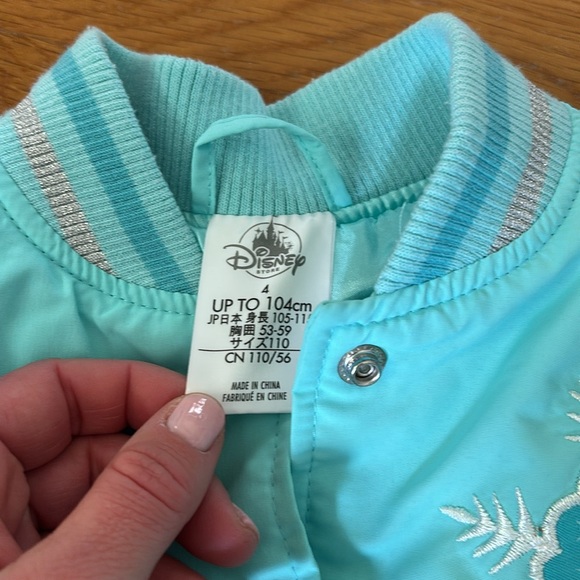 Disney
STORE
4
UP TO 104cm
JP日本 身長 105-11
胸囲 53-59
サイズ110
CN 110/56
MADE IN CHINA
FABRIQUÉ EN CHINE